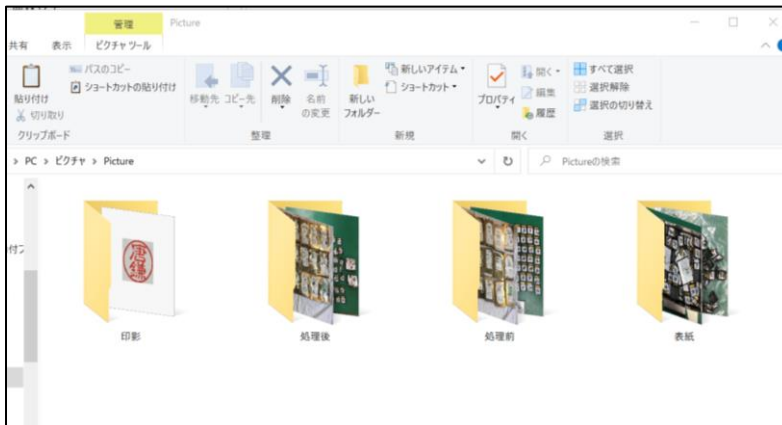 管理
Picture
共有
表示
ピクチャ ツール
貼り付け
切り取り
パスのコピー
ショートカットの貼り付け
クリップボード
移動先
コピー先
削除
名前
の変更
整理
新しい
フォルダー
新しいアイテム
ショートカット
新規
プロパティ
開く
編集
履歴
開く
すべて選択
選択解除
選択の切り替え
選択
> PC > ピクチャ > Picture
Pictureの検索
印影
処理後
処理前
表紙